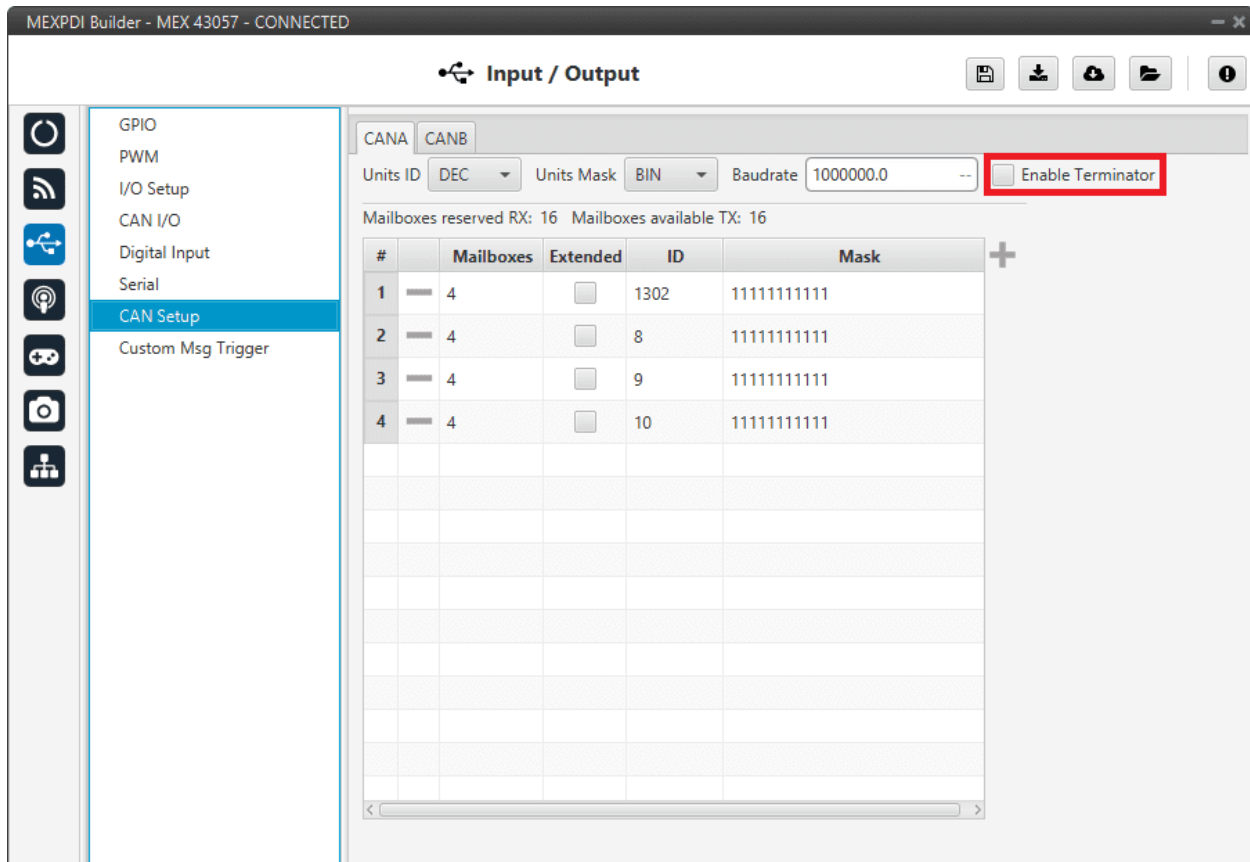 MEXPDI Builder - MEX 43057 - CONNECTED
Input / Output
GPIO
PWM
I/O Setup
CAN I/O
Digital Input
Serial
CAN Setup
Custom Msg Trigger
CANA CANB
Units ID DEC Units Mask BIN Baudrate 1000000.0 -- Enable Terminator
Mailboxes reserved RX: 16 Mailboxes available TX: 16
# Mailboxes Extended ID Mask
1 4 1302 11111111111
2 4 8 11111111111
3 4 9 11111111111
4 4 10 11111111111